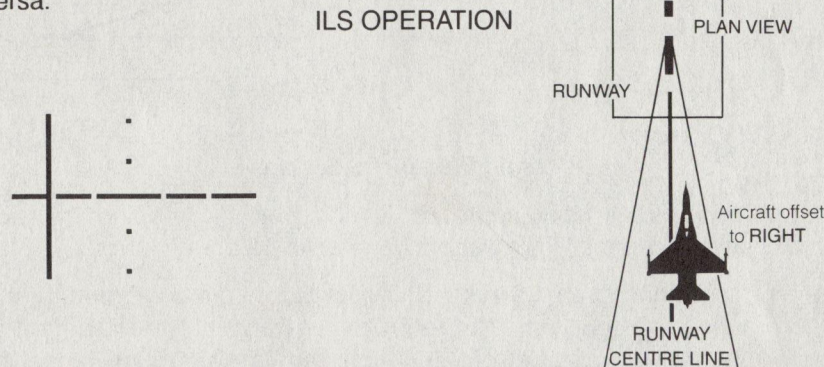 ersa.
ILS OPERATION
PLAN VIEW
RUNWAY
Aircraft offset
to RIGHT
RUNWAY
CENTRE LINE